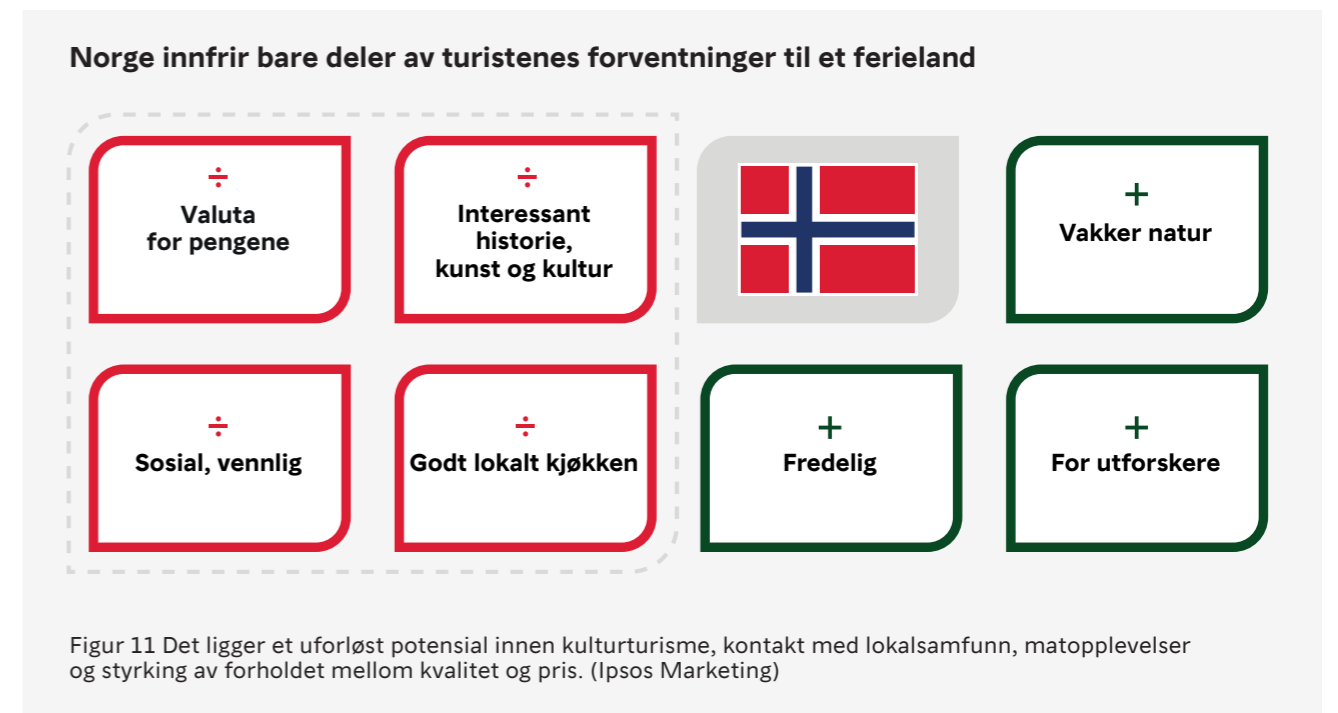 Norge innfrir bare deler av turistenes forventninger til et ferieland
÷
Valuta
for pengene
÷
Interessant
historie,
kunst og kultur
+
Vakker natur
÷
Sosial, vennlig
÷
Godt lokalt kjøkken
+
Fredelig
+
For utforskere
Figur 11 Det ligger et uforløst potensial innen kulturturisme, kontakt med lokalsamfunn, matopplevelser
og styrking av forholdet mellom kvalitet og pris. (Ipsos Marketing)